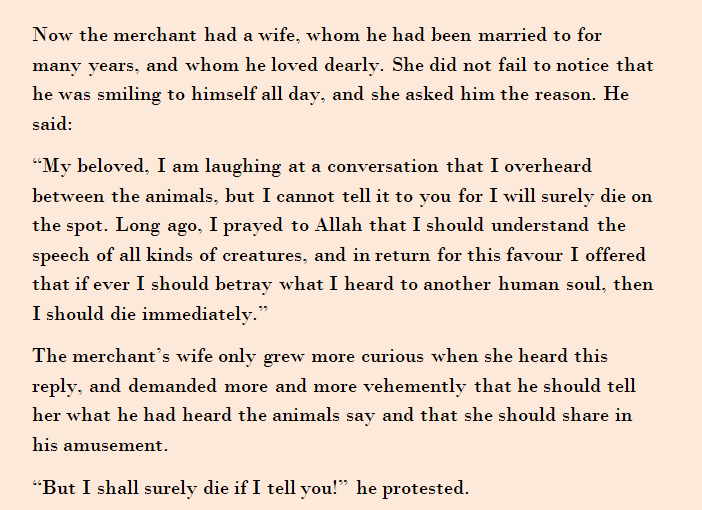 Now the merchant had a wife, whom he had been married to for
many years, and whom he loved dearly. She did not fail to notice that
he was smiling to himself all day, and she asked him the reason. He
said:
“My beloved, I am laughing at a conversation that I overheard
between the animals, but I cannot tell it to you for I will surely die on
the spot. Long ago, I prayed to Allah that I should understand the
speech of all kinds of creatures, and in return for this favour I offered
that if ever I should betray what I heard to another human soul, then
I should die immediately.”
The merchant’s wife only grew more curious when she heard this
reply, and demanded more and more vehemently that he should tell
her what he had heard the animals say and that she should share in
his amusement.
“But I shall surely die if I tell you!” he protested.